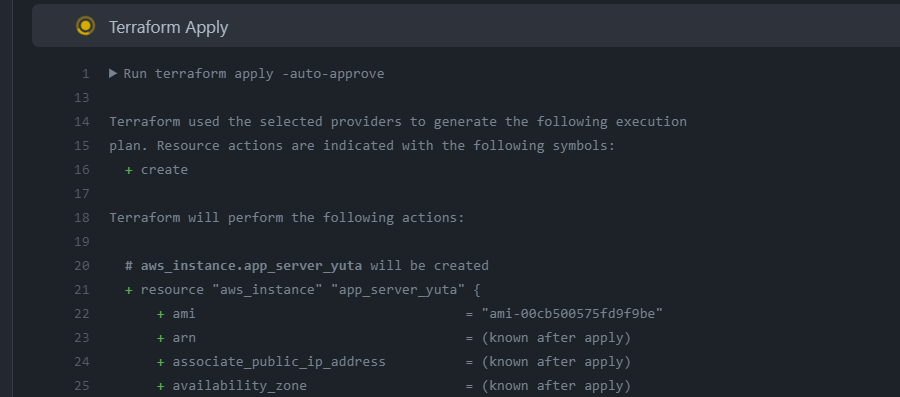 Terraform Apply
1 ▶ Run terraform apply -auto-approve
13
14 Terraform used the selected providers to generate the following execution
15 plan. Resource actions are indicated with the following symbols:
16   + create
17
18 Terraform will perform the following actions:
19
20   # aws_instance.app_server_yuta will be created
21   + resource "aws_instance" "app_server_yuta" {
22       + ami                                  = "ami-00cb500575fd9f9be"
23       + arn                                  = (known after apply)
24       + associate_public_ip_address          = (known after apply)
25       + availability_zone                    = (known after apply)